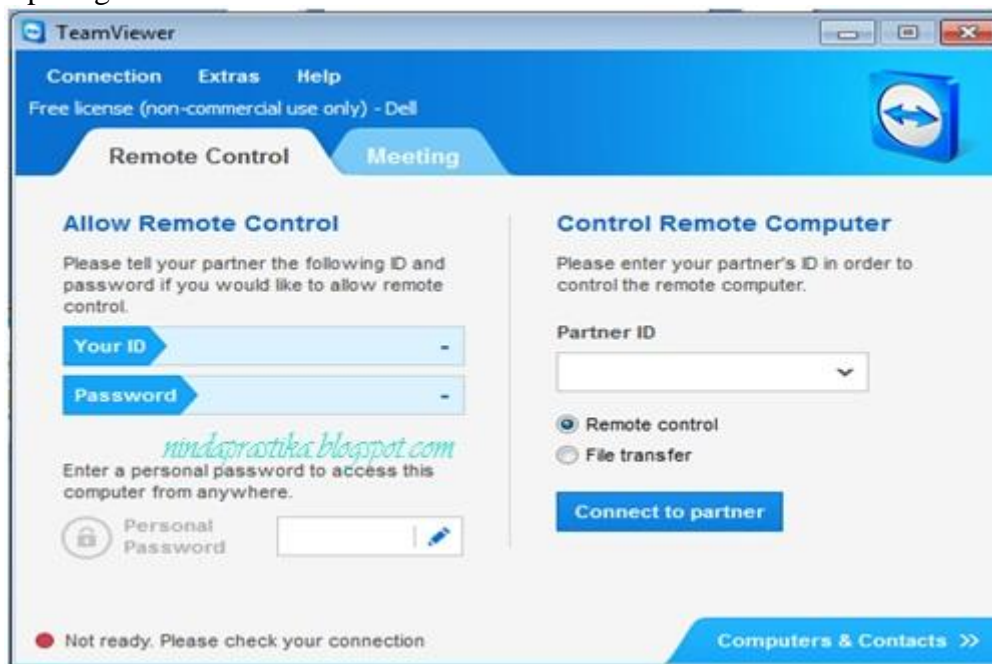 TeamViewer
Connection Extras Help
Free license (non-commercial use only) - Dell
Remote Control Meeting
Allow Remote Control
Please tell your partner the following ID and
password if you would like to allow remote
control.
Your ID -
Password -
nindaprastika.blogspot.com
Enter a personal password to access this
computer from anywhere.
Personal
Password
Control Remote Computer
Please enter your partner's ID in order to
control the remote computer.
Partner ID
Remote control
File transfer
Connect to partner
Not ready. Please check your connection
Computers & Contacts >>